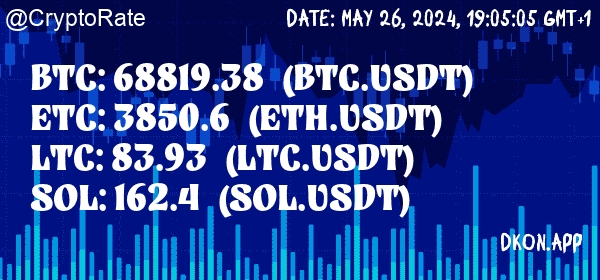 @CryptoRate
DATE: MAY 26, 2024, 19:05:05 GMT+1
BTC: 68819.38 (BTC.USDT)
ETC: 3850.6 (ETH.USDT)
LTC: 83.93 (LTC.USDT)
SOL: 162.4 (SOL.USDT)
DKON.APP